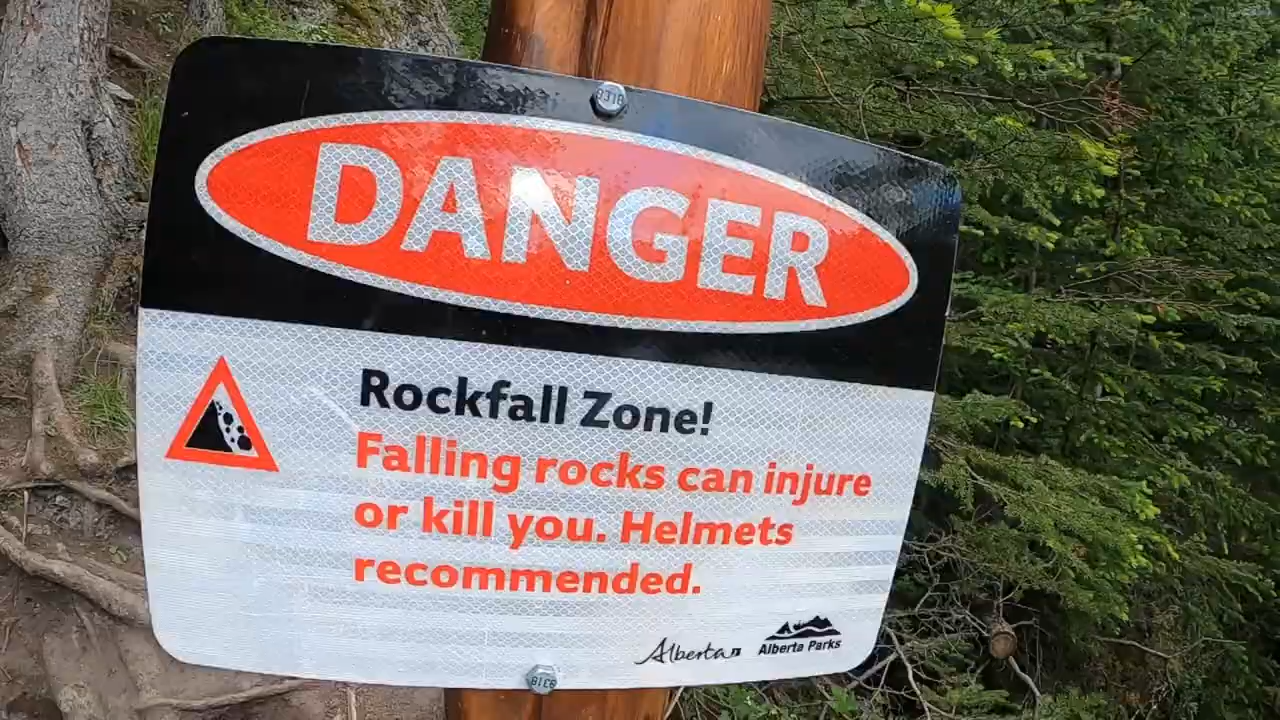 DANGER
Rockfall Zone!
Falling rocks can injure
or kill you. Helmets
recommended.
Alberta
Alberta Parks